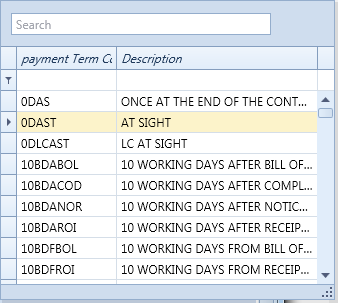 Search
payment Term Co Description
0DAS ONCE AT THE END OF THE CONT...
0DAST AT SIGHT
0DLCAST LC AT SIGHT
10BDABOL 10 WORKING DAYS AFTER BILL OF...
10BDACOD 10 WORKING DAYS AFTER COMPL...
10BDANOR 10 WORKING DAYS AFTER NOTIC...
10BDAROI 10 WORKING DAYS AFTER RECEIP...
10BDFBOL 10 WORKING DAYS FROM BILL OF...
10BDFROI 10 WORKING DAYS FROM RECEIP...